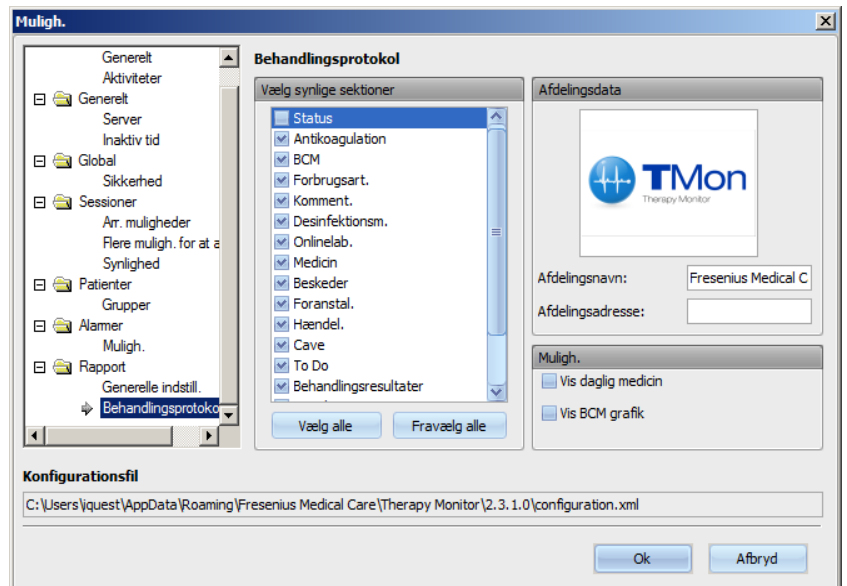 Muligh.
Generelt
Aktiviteter
Generelt
Server
Inaktiv tid
Global
Sikkerhed
Sessioner
Arr. muligheder
Flere muligh. for at a
Synlighed
Patienter
Grupper
Alarmer
Muligh.
Rapport
Generelle indstill.
Behandlingsprotoko
Behandlingsprotokol
Vælg synlige sektioner
Status
Antikoagulation
BCM
Forbrugsart.
Komment.
Desinfektionsm.
Onlinelab.
Medicin
Beskeder
Foranstal.
Hændel.
Cave
To Do
Behandlingsresultater
Vælg alle
Fravælg alle
Afdelingsdata
TMon
Therapy Monitor
Afdelingsnavn:
Fresenius Medical C
Afdelingsadresse:
Muligh.
Vis daglig medicin
Vis BCM grafik
Konfigurationsfil
C:\Users\iquest\AppData\Roaming\Fresenius Medical Care\Therapy Monitor\2.3.1.0\configuration.xml
Ok
Afbryd